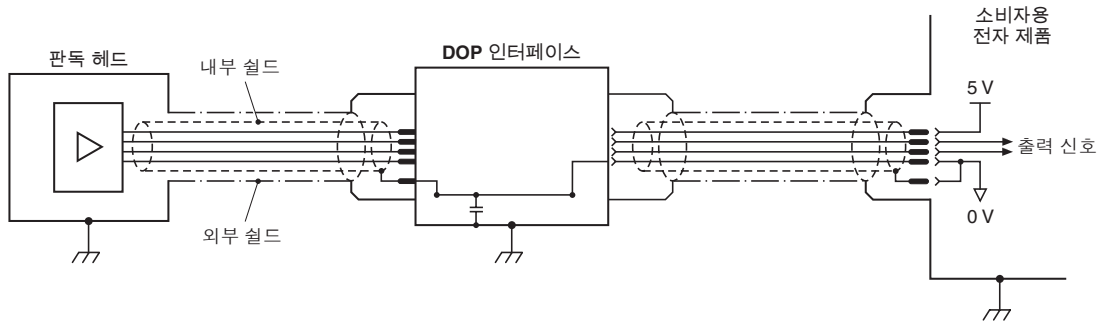 소비자용
전자 제품
판독 헤드
DOP 인터페이스
내부 쉴드
5 V
출력 신호
0 V
외부 쉴드